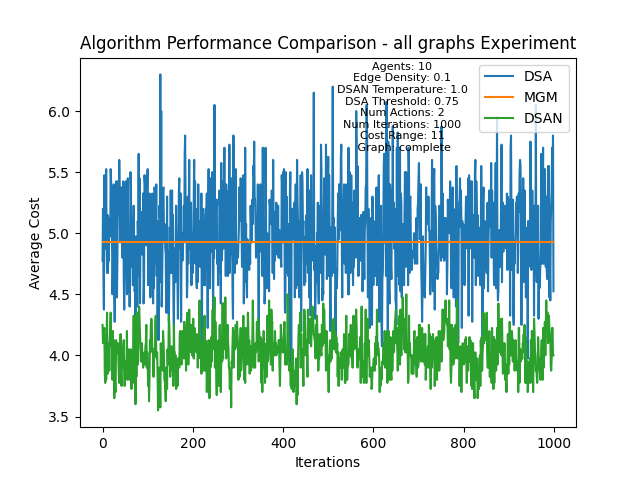 Algorithm Performance Comparison - all graphs Experiment
Agents: 10
Edge Density: 0.1
DSAN Temperature: 1.0
DSA Threshold: 0.75
Num Actions: 2
Num Iterations: 1000
Cost Range: 11
Graph: complete
DSA
MGM
DSAN
Average Cost
6.0
5.5
5.0
4.5
4.0
3.5
0
200
400
600
800
1000
Iterations